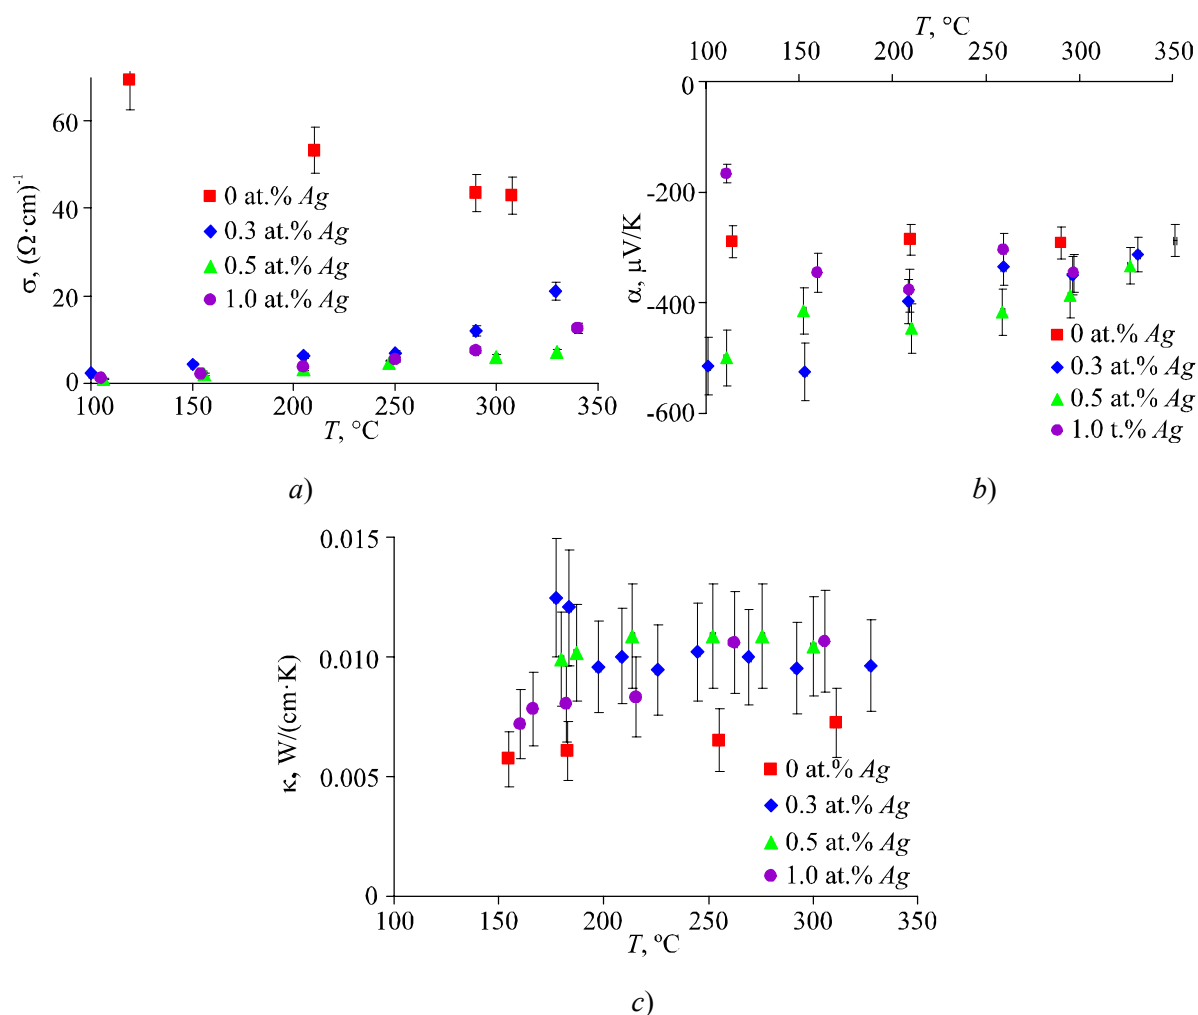 σ, (Ω·cm)⁻¹
60
40
20
0
100 150 200 250 300 350
T, °C
0 at.% Ag
0.3 at.% Ag
0.5 at.% Ag
1.0 at.% Ag
a)
T, °C
100 150 200 250 300 350
α, µV/K
0
-200
-400
-600
0 at.% Ag
0.3 at.% Ag
0.5 at.% Ag
1.0 t.% Ag
b)
κ, W/(cm·K)
0.015
0.010
0.005
0
100 150 200 250 300 350
T, ºC
0 at.% Ag
0.3 at.% Ag
0.5 at.% Ag
1.0 at.% Ag
c)